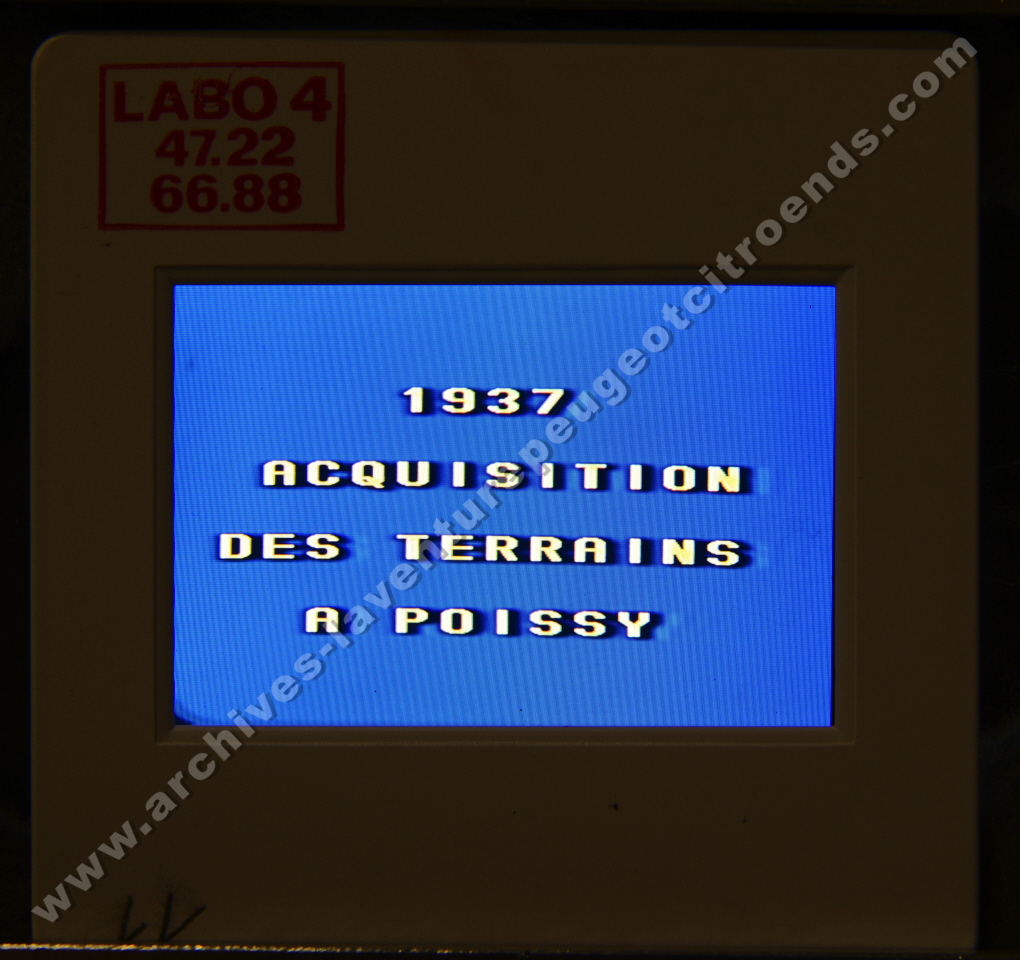 LABO 4
47.22
66.88
1937
ACQUISITION
DES TERRAINS
A POISSY
www.archives-laventurepeugeotcitroends.com